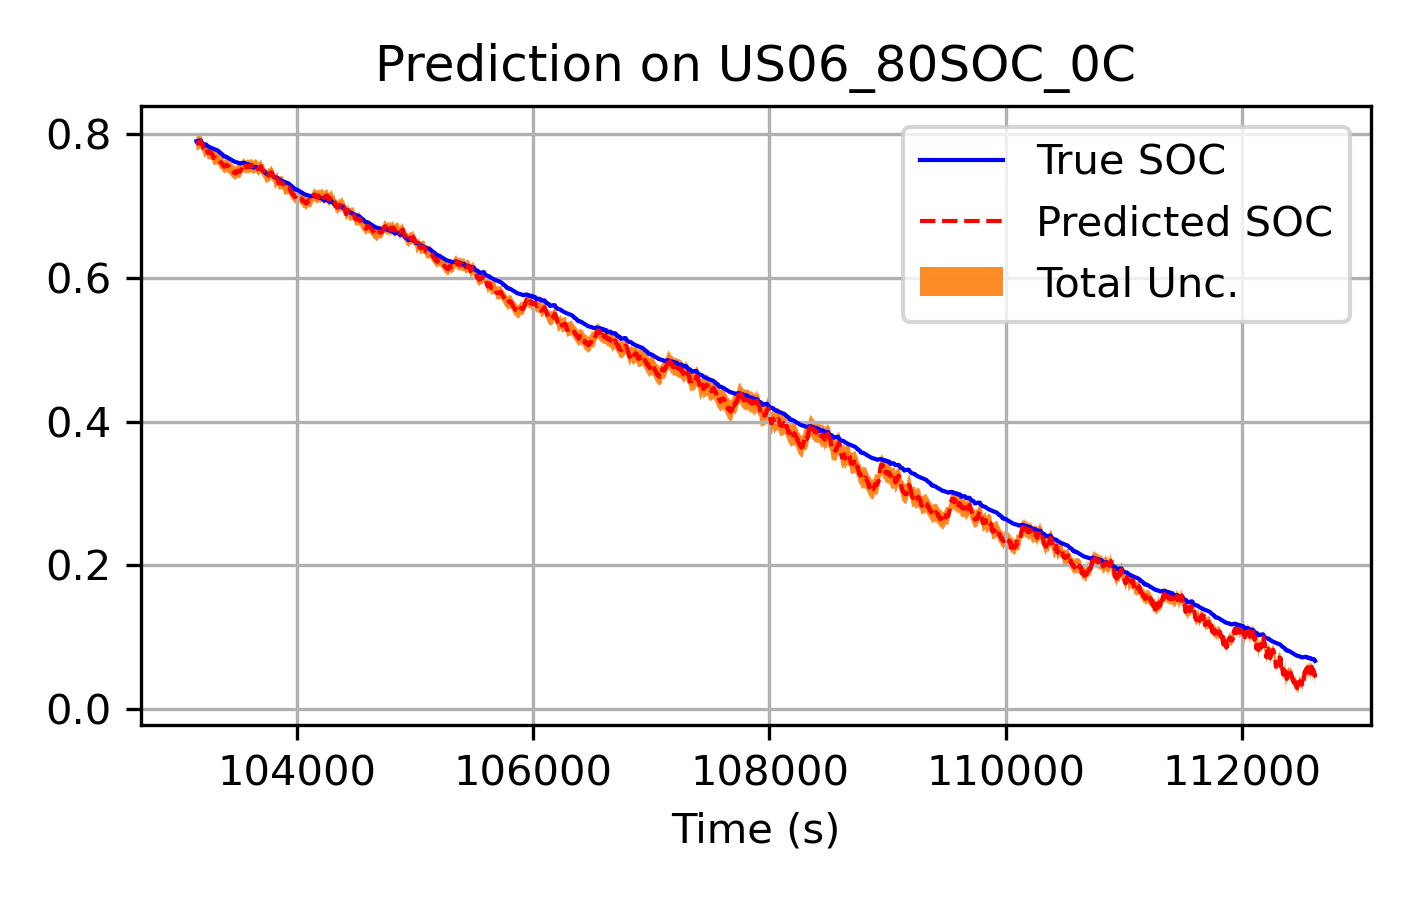 Prediction on US06_80SOC_0C
0.8
0.6
0.4
0.2
0.0
True SOC
Predicted SOC
Total Unc.
104000 106000 108000 110000 112000
Time (s)